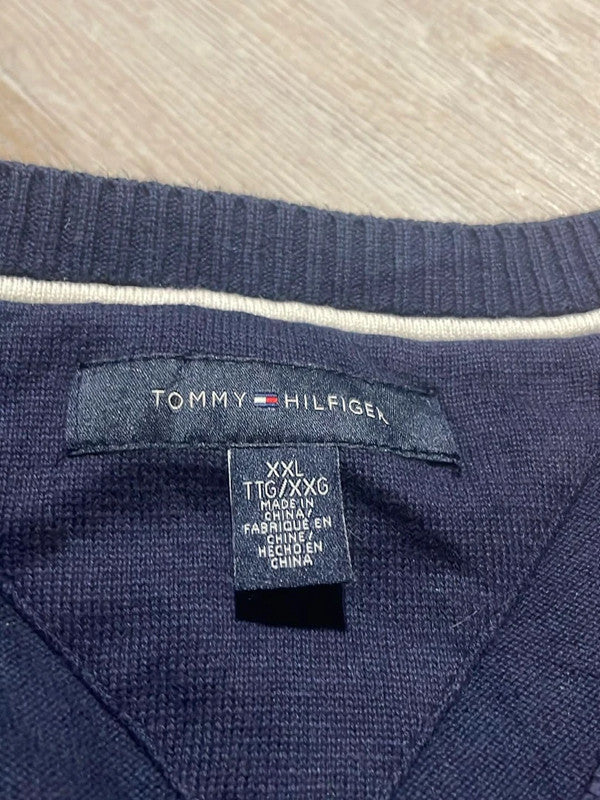 TOMMY HILFIGER
XXL
TTG/XXG
MADE IN
CHINA/
FABRIQUÉ EN
CHINE/
HECHO EN
CHINA